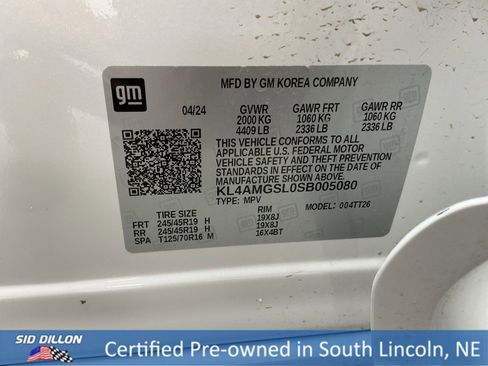 gm
MFD BY GM KOREA COMPANY
04/24 GVWR GAWR FRT GAWR RR
2000 KG 1060 KG 1060 KG
4409 LB 2336 LB 2336 LB
THIS VEHICLE CONFORMS TO ALL
APPLICABLE U.S. FEDERAL MOTOR
VEHICLE SAFETY AND THEFT PREVENTION
STANDARDS IN EFFECT ON THE DATE OF
MANUFACTURE SHOWN ABOVE.
KL4AMGSL0SB005080
TYPE: MPV MODEL: 004TT26
TIRE SIZE RIM
FRT 245/45R19 H 19X8J
RR 245/45R19 H 19X8J
SPA T125/70R16 M 16X4BT
SID DILLON
Certified Pre-owned in South Lincoln, NE